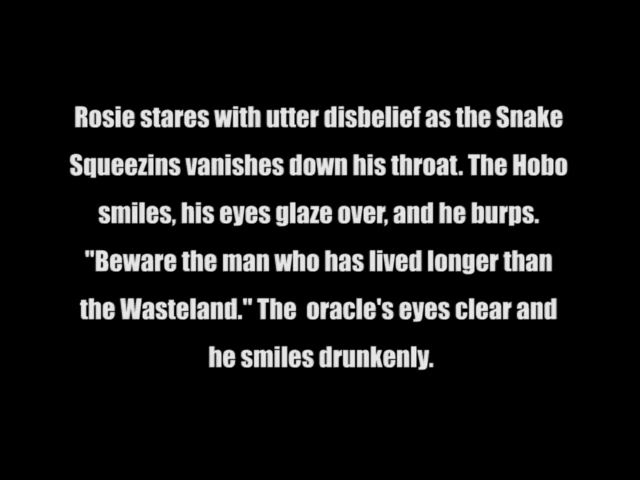 Rosie stares with utter disbelief as the Snake
Squeezins vanishes down his throat. The Hobo
smiles, his eyes glaze over, and he burps.
"Beware the man who has lived longer than
the Wasteland." The  oracle's eyes clear and
he smiles drunkenly.